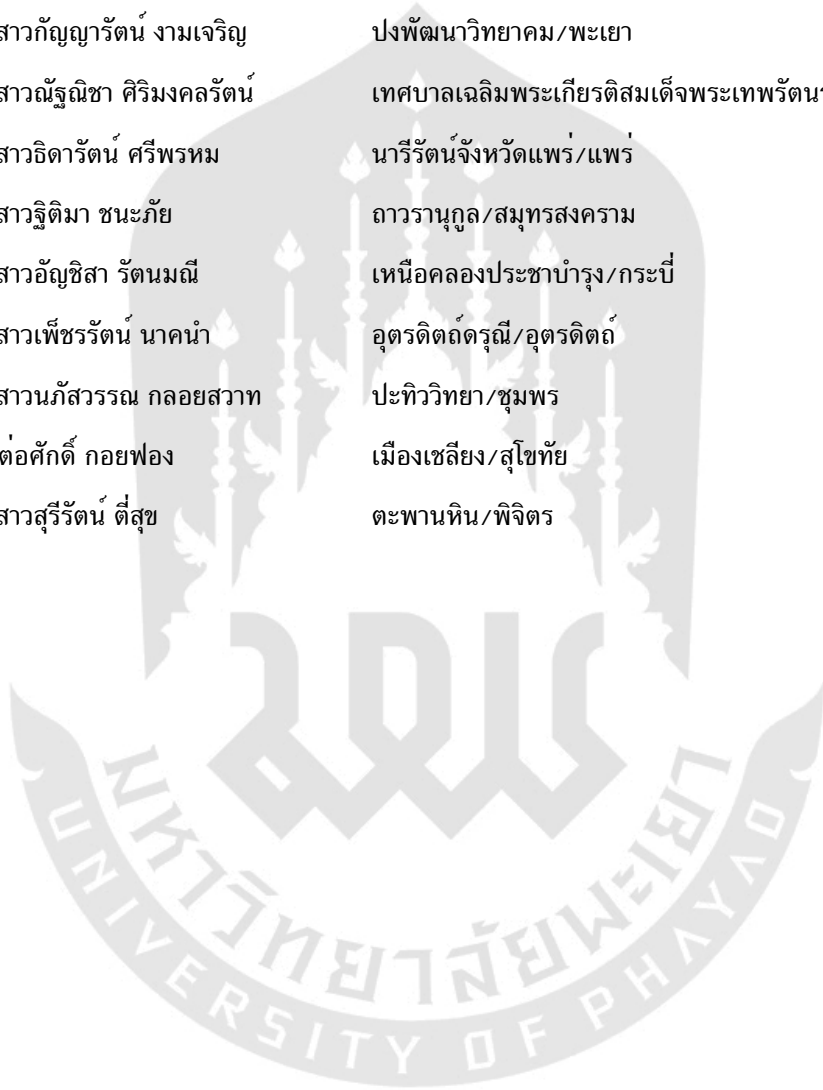 สาวกัญญารัตน์ งามเจริญ ปงพัฒนาวิทยาคม/พะเยา
สาวณัฐณิชา ศิริมงคลรัตน์ เทศบาลเฉลิมพระเกียรติสมเด็จพระเทพรัตน
สาวธิดารัตน์ ศรีพรหม นารีรัตน์จังหวัดแพร่/แพร่
สาวฐิติมา ชนะภัย ถาวรานุกูล/สมุทรสงคราม
สาวอัญชิสา รัตนมณี เหนือคลองประชาบำรุง/กระบี่
สาวเพ็ชรรัตน์ นาคนำ อุตรดิตถ์ดรุณี/อุตรดิตถ์
สาวนภัสวรรณ กลอยสวาท ปะทิววิทยา/ชุมพร
ต่อศักดิ์ กอยฟอง เมืองเชลียง/สุโขทัย
สาวสุรีรัตน์ ตี่สุข ตะพานหิน/พิจิตร
มหาวิทยาลัยพะเยา
UNIVERSITY OF PHAYAO